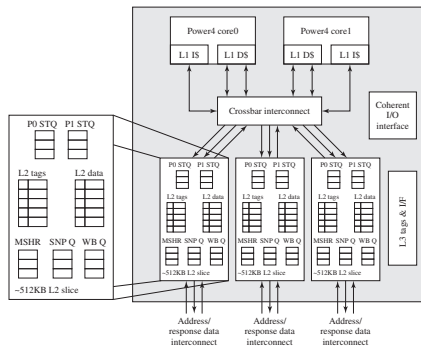 Power4 core0
Power4 core1
L1 I$
L1 D$
L1 D$
L1 I$
Crossbar interconnect
Coherent
I/O
interface
P0 STQ
P1 STQ
L2 tags
L2 data
MSHR
SNP Q
WB Q
~512KB L2 slice
P0 STQ
P1 STQ
L2 tags
L2 data
MSHR
SNP Q
WB Q
~512KB L2 slice
P0 STQ
P1 STQ
L2 tags
L2 data
MSHR
SNP Q
WB Q
~512KB L2 slice
P0 STQ
P1 STQ
L2 tags
L2 data
MSHR
SNP Q
WB Q
~512KB L2 slice
L3 tags & I/F
Address/
response data
interconnect
Address/
response data
interconnect
Address/
response data
interconnect